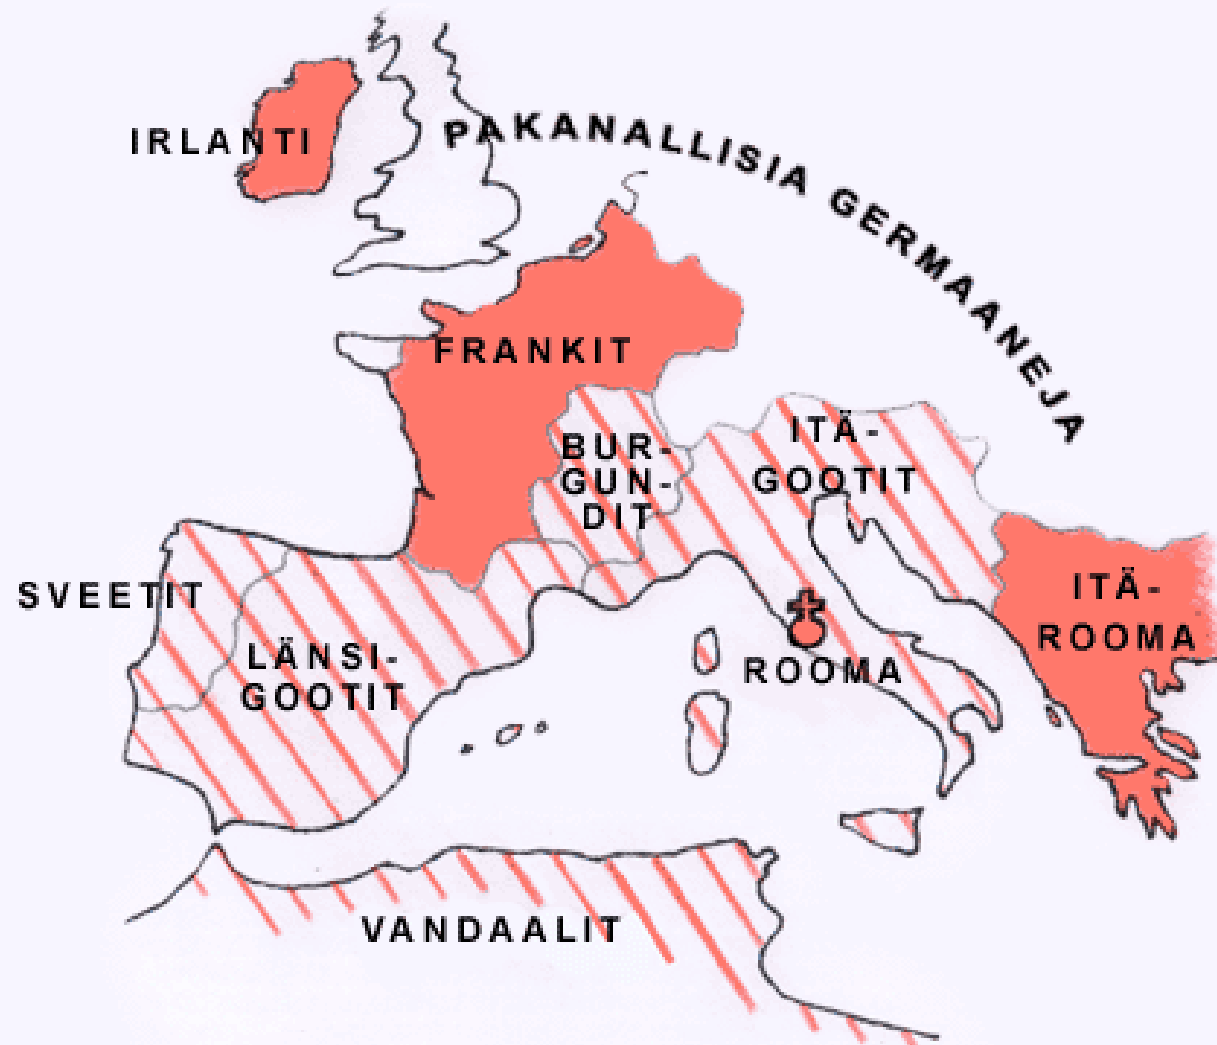 IRLANTI
PAKANALLISIA GERMAANEJA
FRANKIT
BUR-
GUN-
DIT
ITÄ-
GOOTIT
SVEETIT
LÄNSI-
GOOTIT
ITÄ-
ROOMA
ROOMA
VANDAALIT